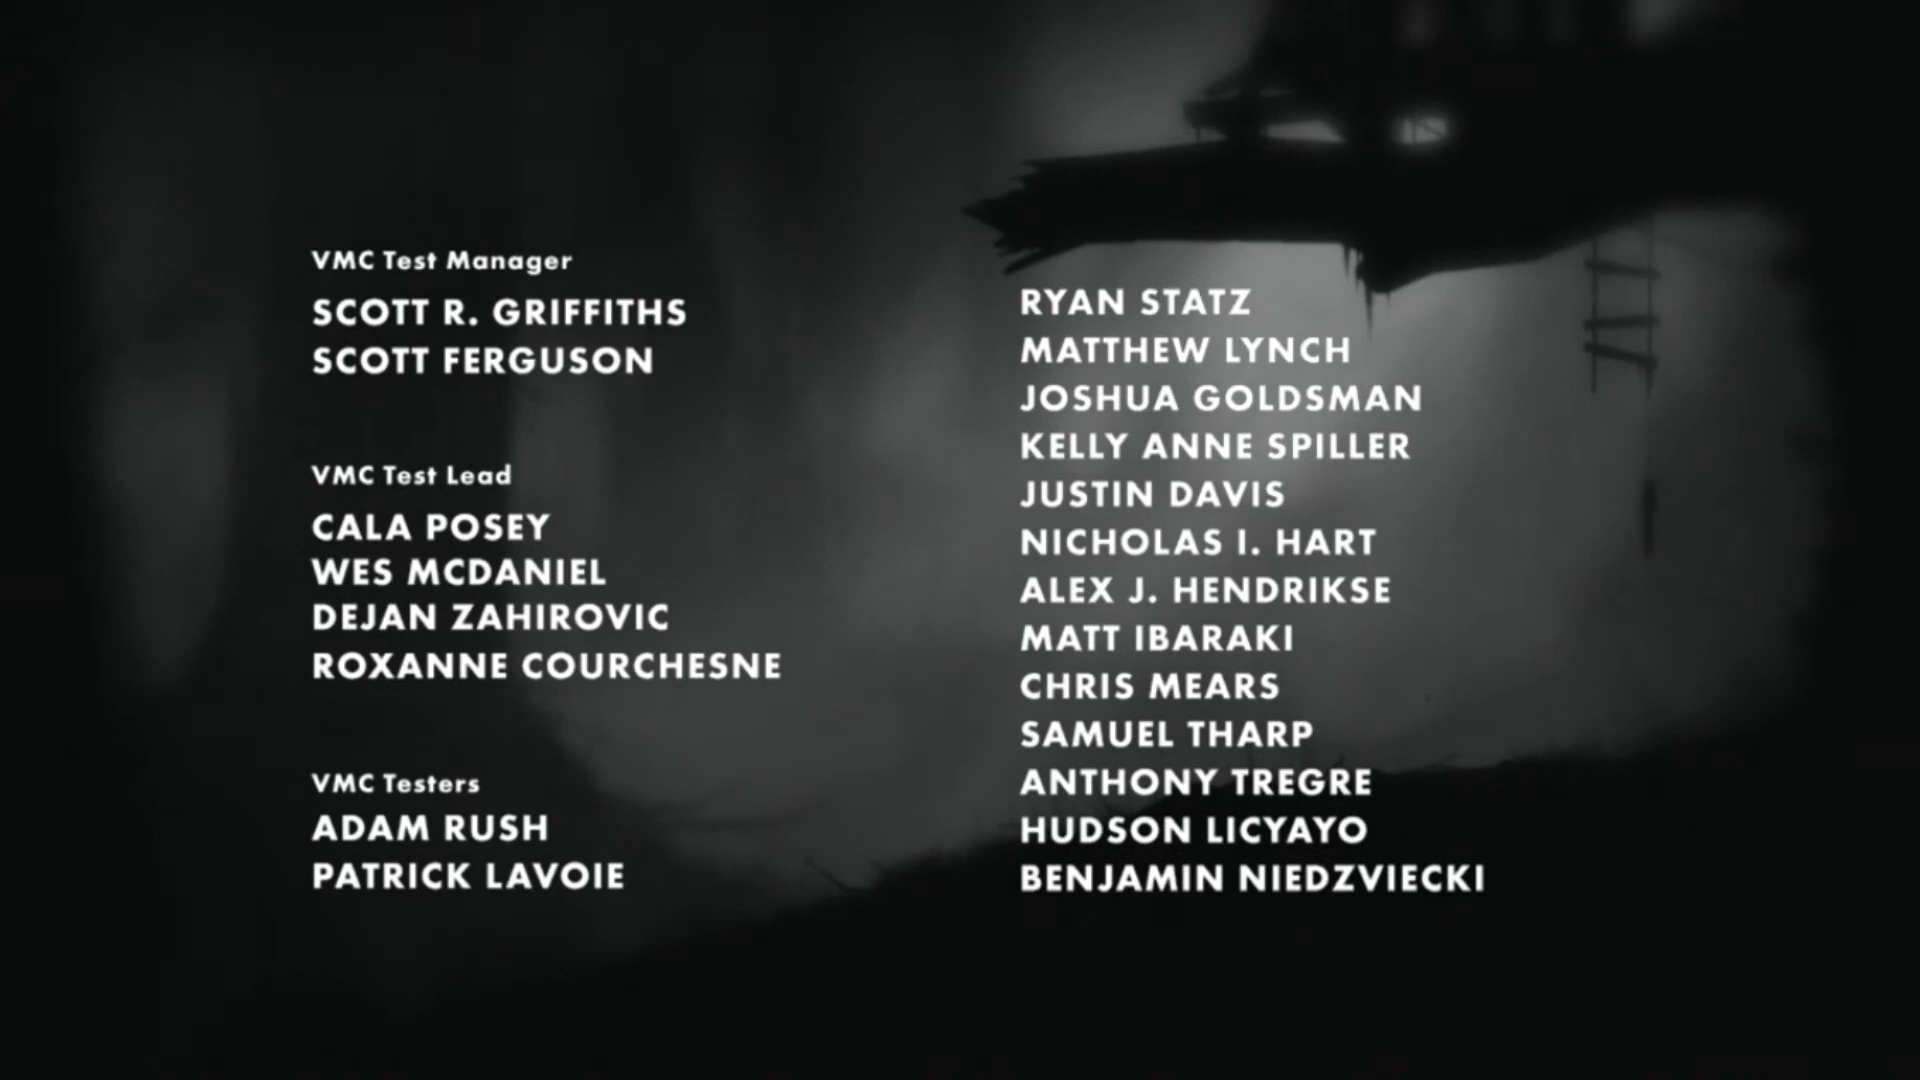 VMC Test Manager
SCOTT R. GRIFFITHS
SCOTT FERGUSON
VMC Test Lead
CALA POSEY
WES MCDANIEL
DEJAN ZAHIROVIC
ROXANNE COURCHESNE
VMC Testers
ADAM RUSH
PATRICK LAVOIE
RYAN STATZ
MATTHEW LYNCH
JOSHUA GOLDSMAN
KELLY ANNE SPILLER
JUSTIN DAVIS
NICHOLAS I. HART
ALEX J. HENDRIKSE
MATT IBARAKI
CHRIS MEARS
SAMUEL THARP
ANTHONY TREGRE
HUDSON LICYAYO
BENJAMIN NIEDZVIECKI